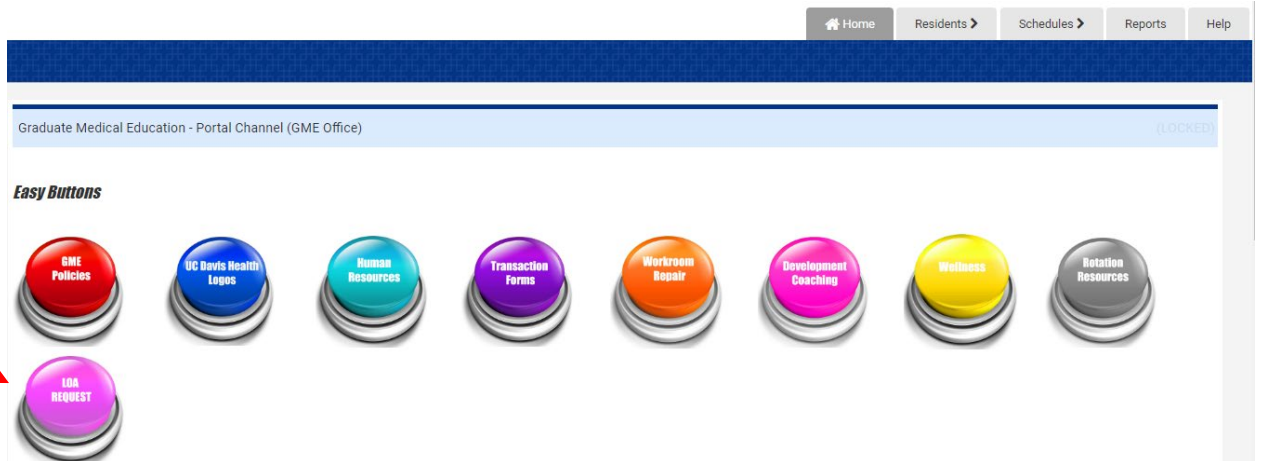 Home
Residents
Schedules
Reports
Help
Graduate Medical Education - Portal Channel (GME Office)
(LOCKED)
Easy Buttons
GME
Policies
UC Davis Health
Logos
Human
Resources
Transaction
Forms
Workroom
Repair
Development
Coaching
Wellness
Rotation
Resources
LOA
REQUEST